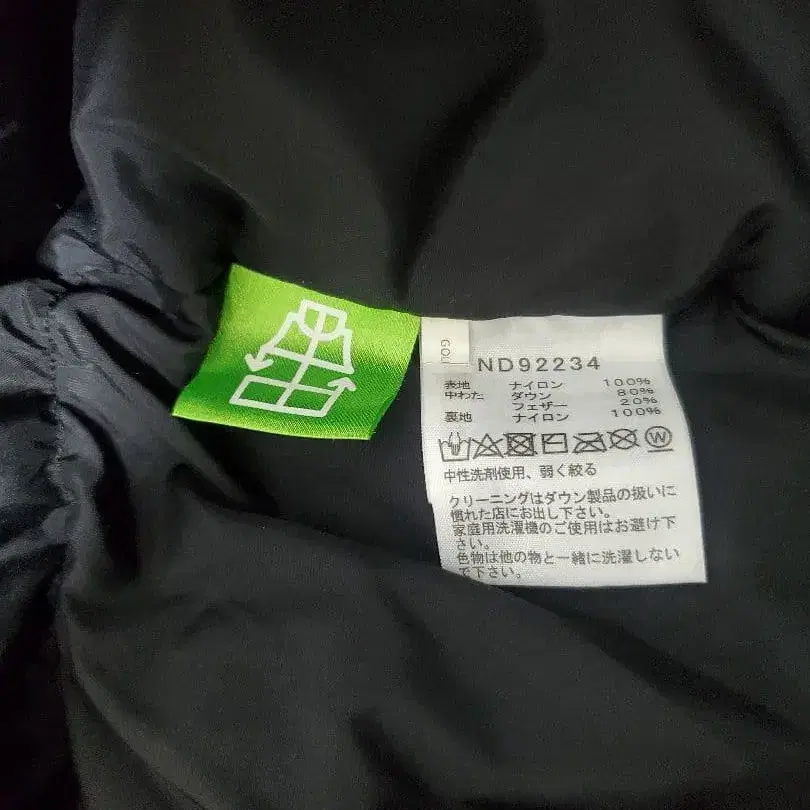 ND92234
表地 ナイロン 100%
中わた ダウン 80%
フェザー 20%
裏地 ナイロン 100%
中性洗剤使用、弱く絞る
クリーニングはダウン製品の扱いに
慣れた店にお出し下さい。
家庭用洗濯機のご使用はお避け下
さい。
色物は他の物と一緒に洗濯しない
で下さい。